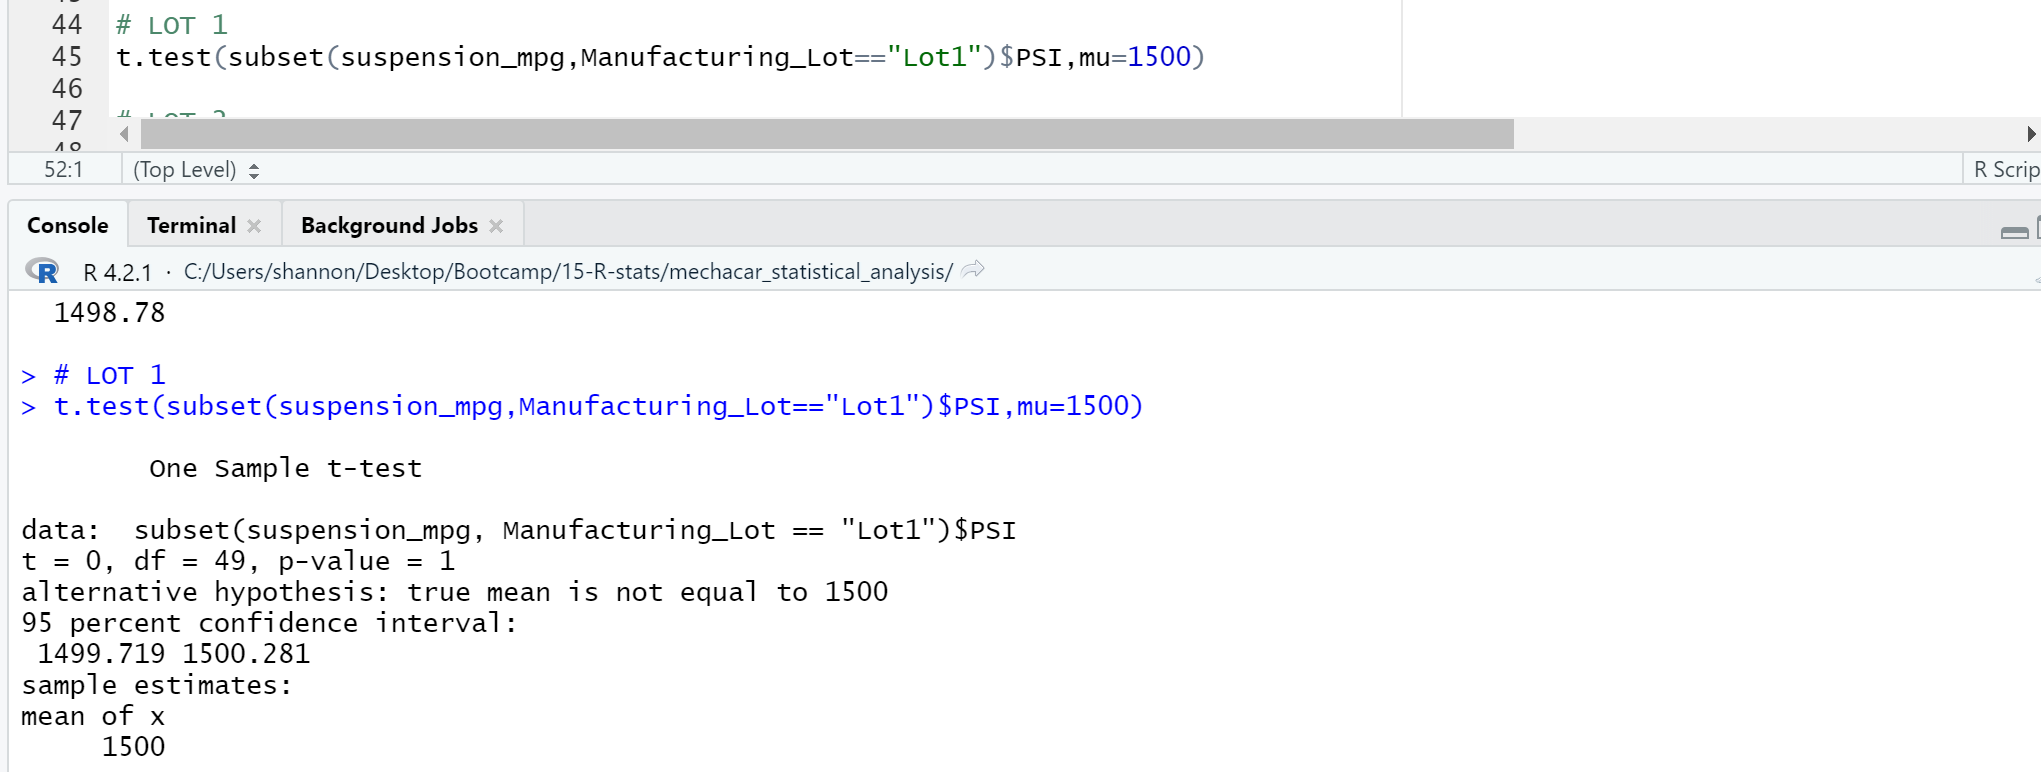 44 # LOT 1
45 t.test(subset(suspension_mpg,Manufacturing_Lot=="Lot1")$PSI,mu=1500)
46
47 # LOT 2
48
52:1 (Top Level) R Scrip
Console Terminal Background Jobs
R R 4.2.1 · C:/Users/shannon/Desktop/Bootcamp/15-R-stats/mechacar_statistical_analysis/
1498.78
> # LOT 1
> t.test(subset(suspension_mpg,Manufacturing_Lot=="Lot1")$PSI,mu=1500)
One Sample t-test
data:  subset(suspension_mpg, Manufacturing_Lot == "Lot1")$PSI
t = 0, df = 49, p-value = 1
alternative hypothesis: true mean is not equal to 1500
95 percent confidence interval:
1499.719 1500.281
sample estimates:
mean of x
1500